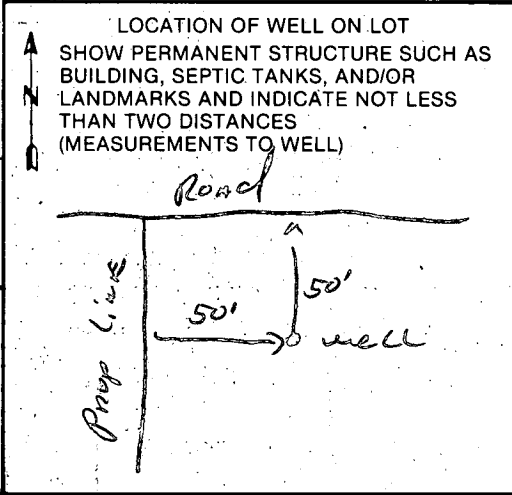 LOCATION OF WELL ON LOT
SHOW PERMANENT STRUCTURE SUCH AS
BUILDING, SEPTIC TANKS, AND/OR
N LANDMARKS AND INDICATE NOT LESS
THAN TWO DISTANCES
(MEASUREMENTS TO WELL)
Road
Prop Line
50'
50'
well